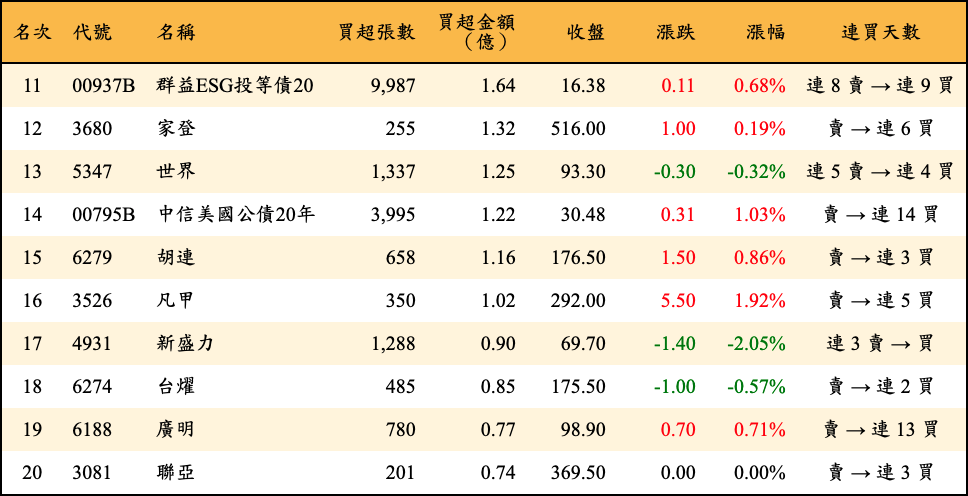 名次 代號 名稱 買超張數 買超金額（億） 收盤 漲跌 漲幅 連買天數
11 00937B 群益ESG投等債20 9,987 1.64 16.38 0.11 0.68% 連 8 賣 → 連 9 買
12 3680 家登 255 1.32 516.00 1.00 0.19% 賣 → 連 6 買
13 5347 世界 1,337 1.25 93.30 -0.30 -0.32% 連 5 賣 → 連 4 買
14 00795B 中信美國公債20年 3,995 1.22 30.48 0.31 1.03% 賣 → 連 14 買
15 6279 胡連 658 1.16 176.50 1.50 0.86% 賣 → 連 3 買
16 3526 凡甲 350 1.02 292.00 5.50 1.92% 賣 → 連 5 買
17 4931 新盛力 1,288 0.90 69.70 -1.40 -2.05% 連 3 賣 → 買
18 6274 台燿 485 0.85 175.50 -1.00 -0.57% 賣 → 連 2 買
19 6188 廣明 780 0.77 98.90 0.70 0.71% 賣 → 連 13 買
20 3081 聯亞 201 0.74 369.50 0.00 0.00% 賣 → 連 3 買